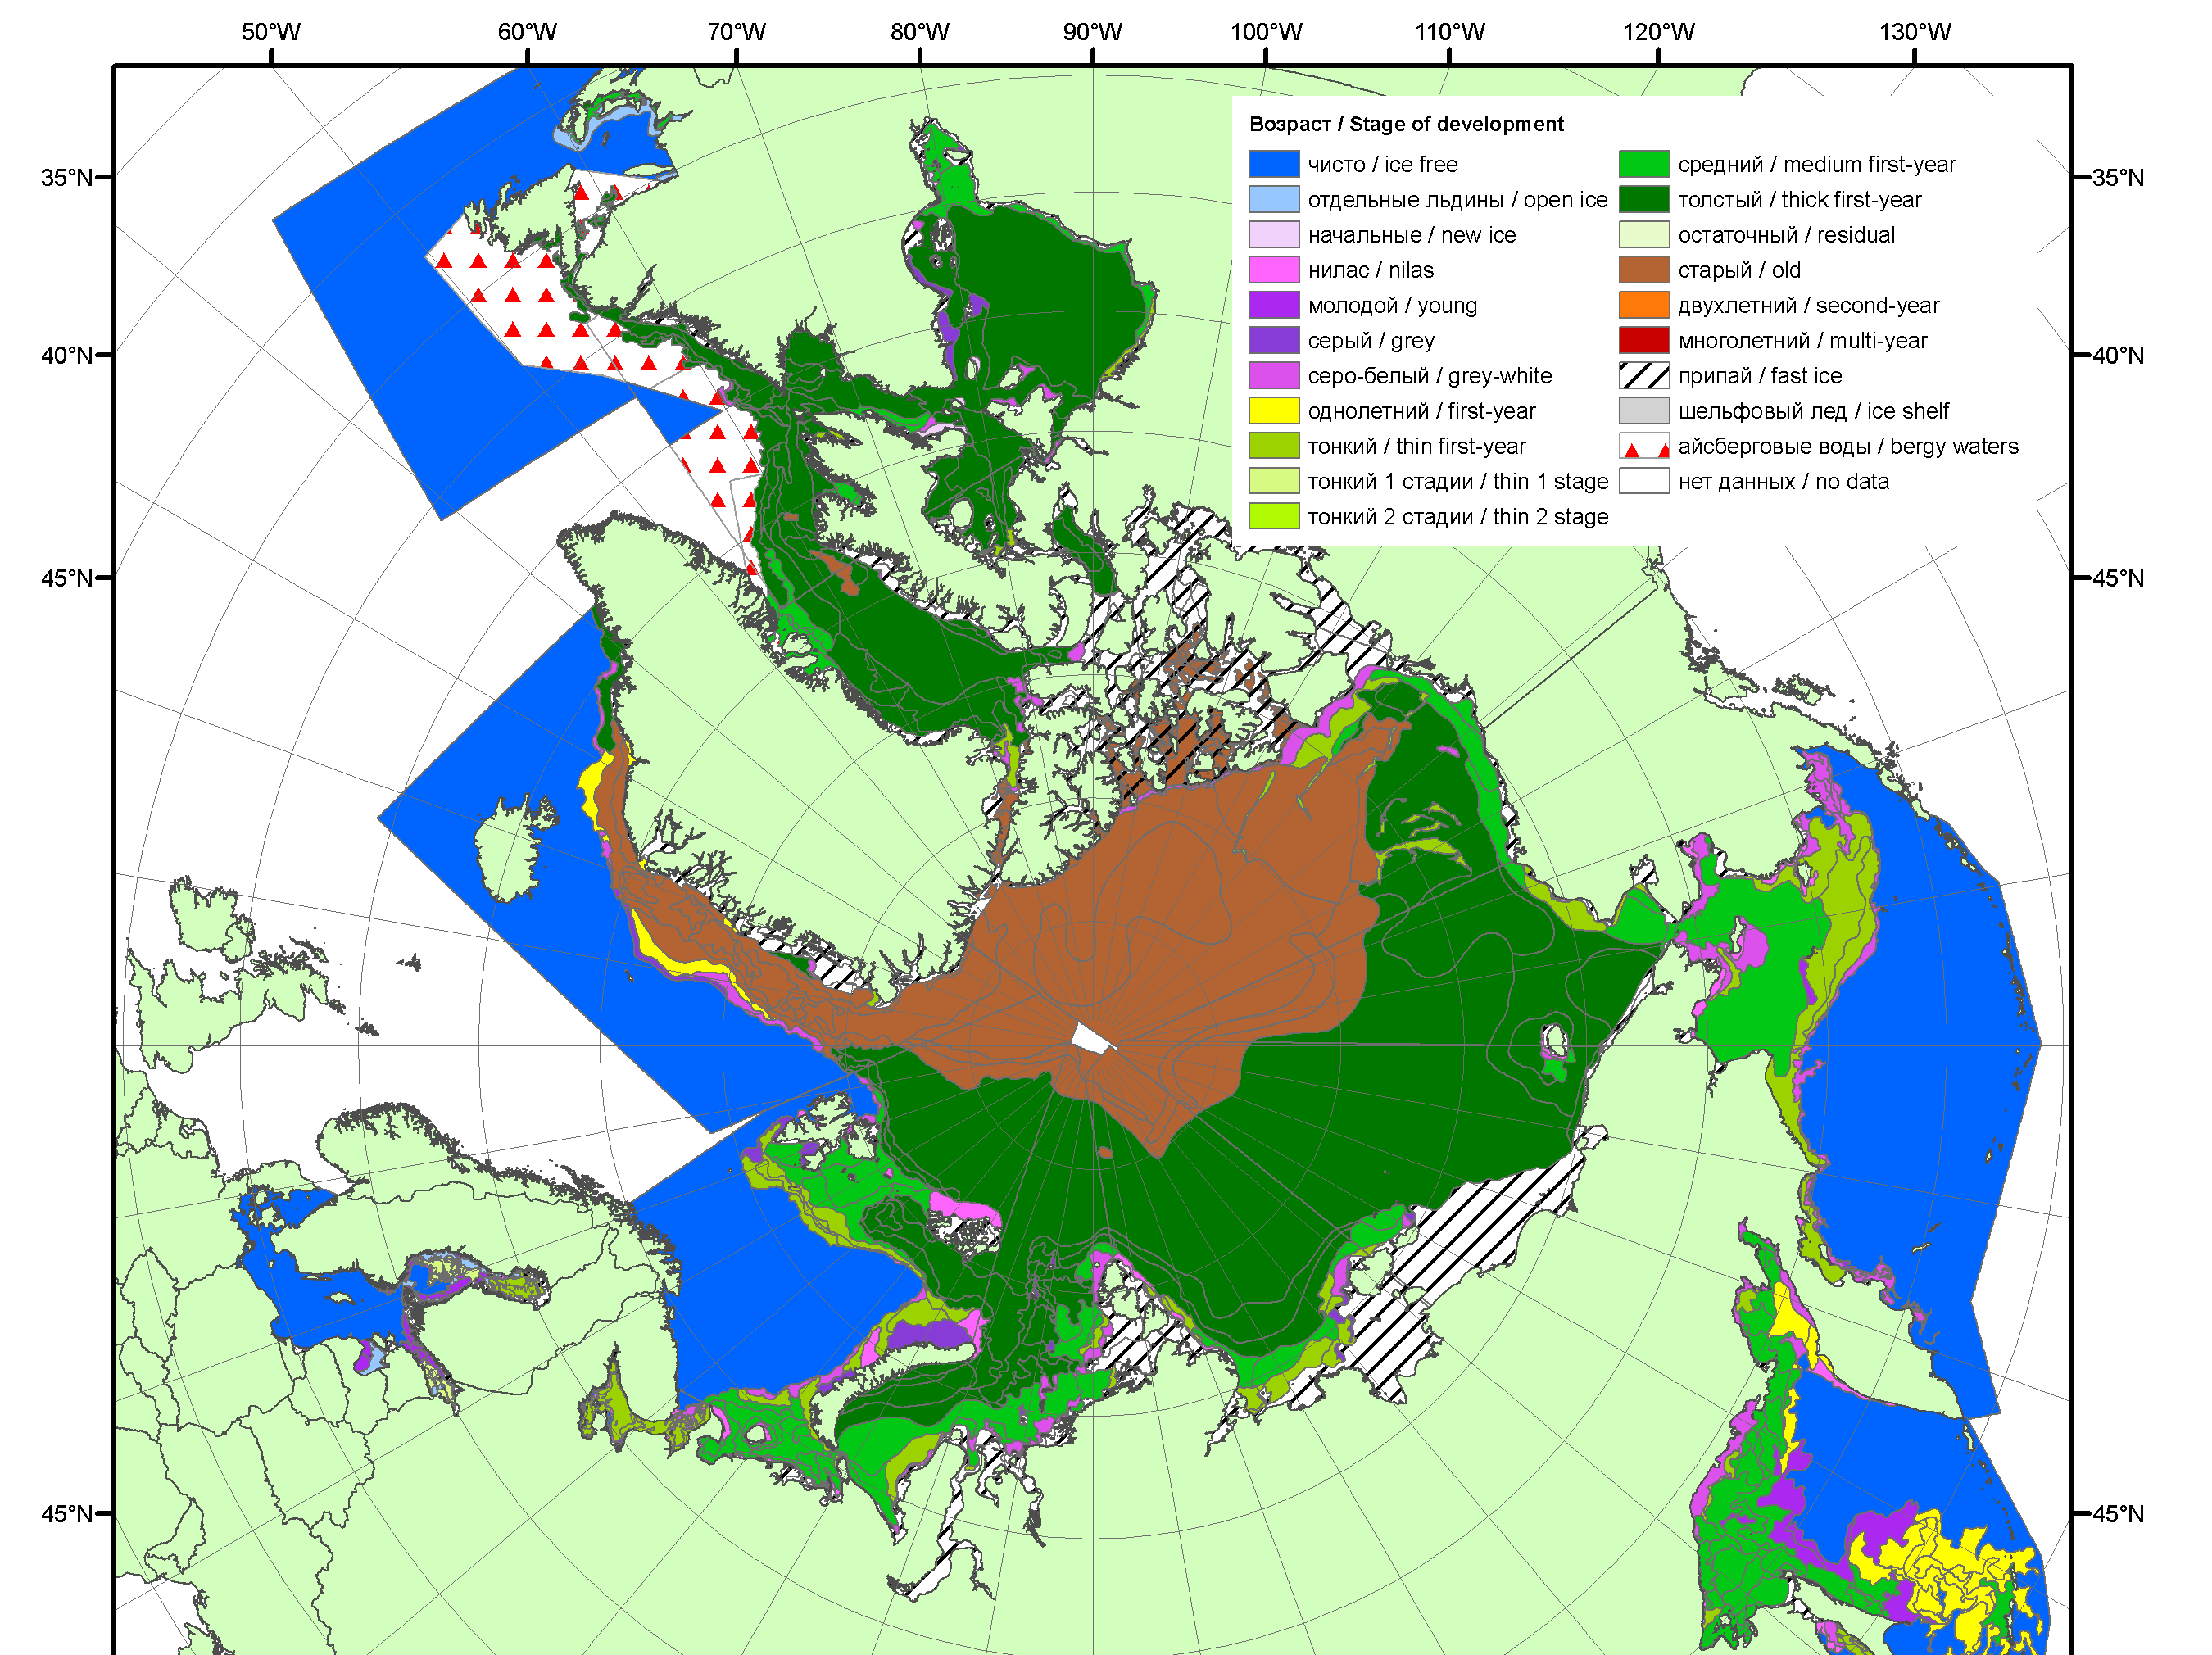 50°W 60°W 70°W 80°W 90°W 100°W 110°W 120°W 130°W
Возраст / Stage of development
чисто / ice free
отдельные льдины / open ice
начальные / new ice
нилас / nilas
молодой / young
серый / grey
серо-белый / grey-white
однолетний / first-year
тонкий / thin first-year
тонкий 1 стадии / thin 1 stage
тонкий 2 стадии / thin 2 stage
средний / medium first-year
толстый / thick first-year
остаточный / residual
старый / old
двухлетний / second-year
многолетний / multi-year
припай / fast ice
шельфовый лед / ice shelf
айсберговые воды / bergy waters
нет данных / no data
35°N 35°N
40°N 40°N
45°N 45°N
45°N 45°N